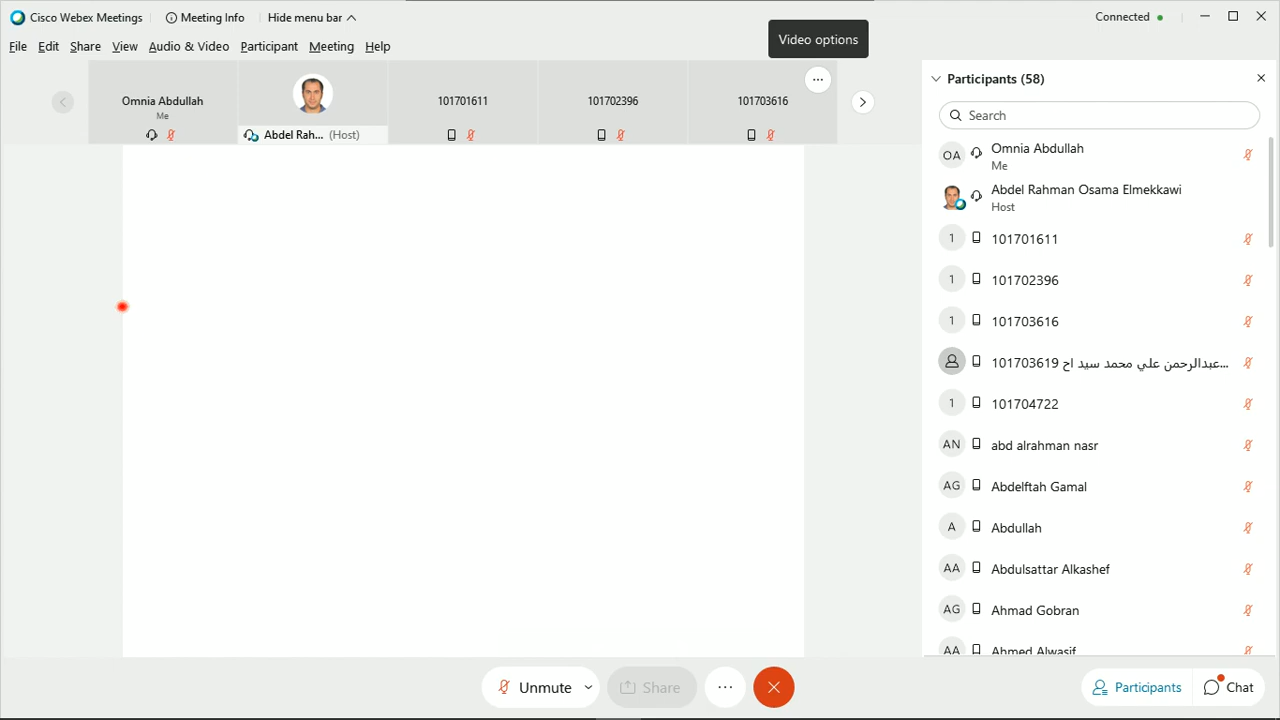 Cisco Webex Meetings
Meeting Info
Hide menu bar
Connected
File Edit Share View Audio & Video Participant Meeting Help
Video options
Omnia Abdullah
Me
Abdel Rah... (Host)
101701611
102702396
101703616
Participants (58)
Search
OA Omnia Abdullah
Me
Abdel Rahman Osama Elmekkawi
Host
1 101701611
1 101702396
1 101703616
101703619 عبدالرحمن علي محمد سيد اح...
1 101704722
AN abd alrahman nasr
AG Abdelftah Gamal
A Abdullah
AA Abdulsattar Alkashef
AG Ahmad Gobran
AA Ahmed Alwasif
Unmute
Share
Participants
Chat